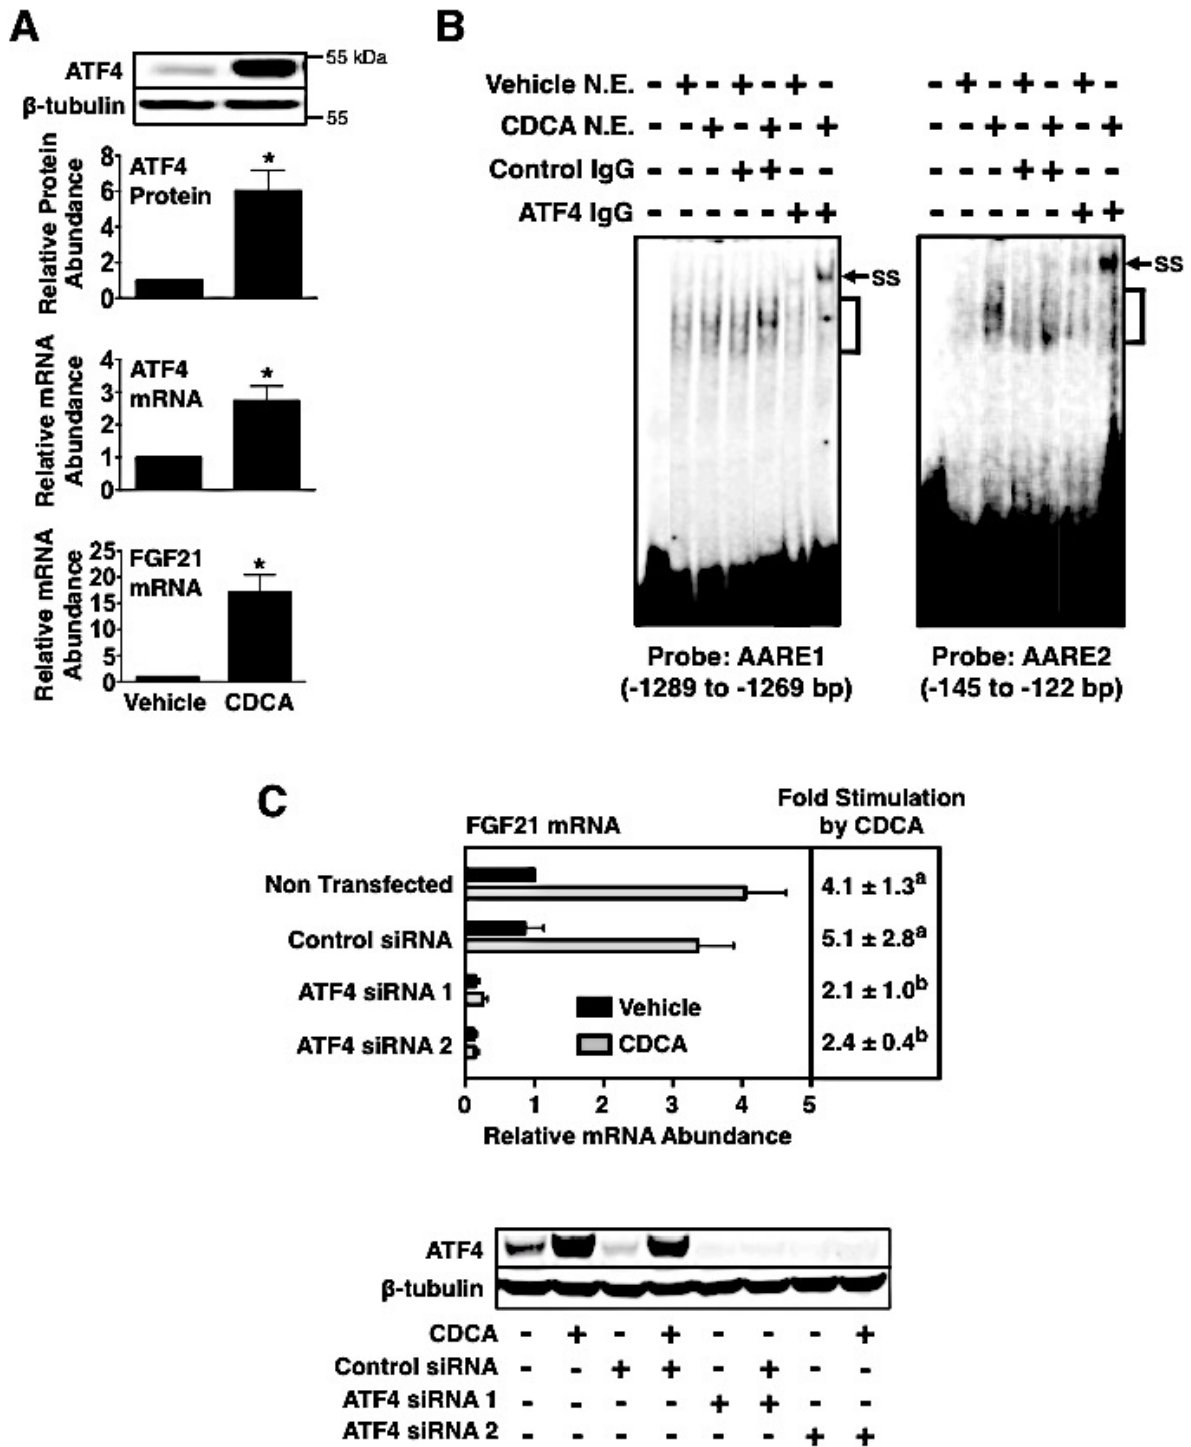 A
ATF4
55 kDa
β-tubulin
55
Relative Protein
Abundance
8
6
4
2
0
ATF4
Protein
*
Relative mRNA
Abundance
4
3
2
1
0
ATF4
mRNA
*
Relative mRNA
Abundance
25
20
15
10
5
0
FGF21
mRNA
*
Vehicle CDCA
B
Vehicle N.E. - + - + - + - - + - + - + -
CDCA N.E. - - + - + - + - - + - + - +
Control IgG - - - + + - - - - - + + - -
ATF4 IgG - - - - - + + - - - - - + +
SS
SS
Probe: AARE1
(-1289 to -1269 bp)
Probe: AARE2
(-145 to -122 bp)
C
FGF21 mRNA
Fold Stimulation
by CDCA
Non Transfected 4.1 ± 1.3a
Control siRNA 5.1 ± 2.8a
ATF4 siRNA 1 2.1 ± 1.0b
ATF4 siRNA 2 2.4 ± 0.4b
Vehicle
CDCA
0 1 2 3 4 5
Relative mRNA Abundance
ATF4
β-tubulin
CDCA - + - + - - - +
Control siRNA - - + + - + - -
ATF4 siRNA 1 - - - - + + - -
ATF4 siRNA 2 - - - - - - + +